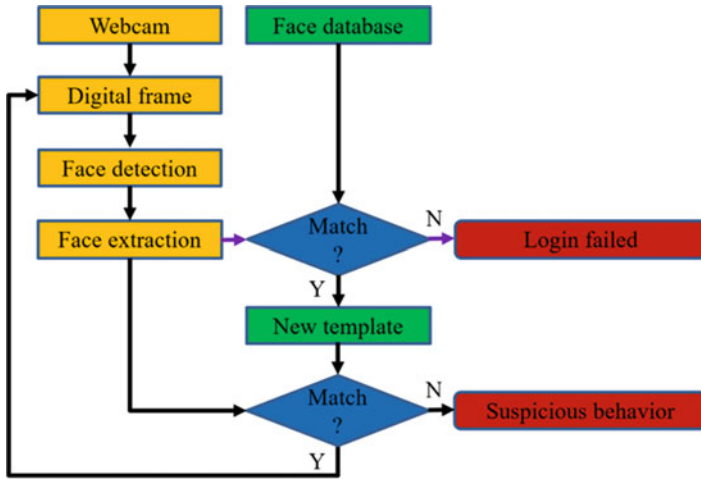 Webcam
Face database
Digital frame
Face detection
Face extraction
Match
?
N
Login failed
Y
New template
Match
?
N
Suspicious behavior
Y